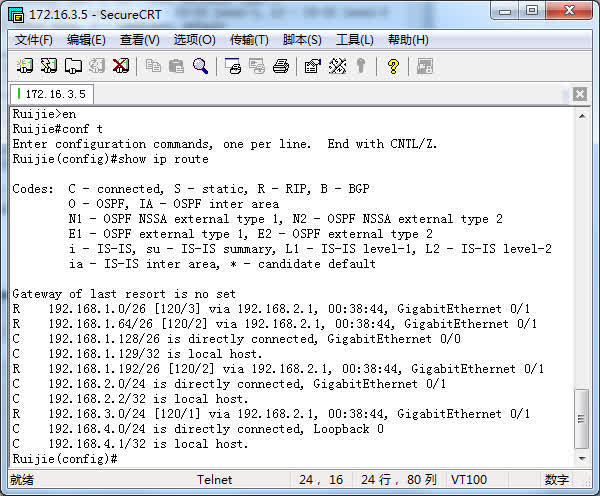 172.16.3.5 - SecureCRT
文件(F) 编辑(E) 查看(V) 选项(O) 传输(T) 脚本(S) 工具(L) 帮助(H)
172.16.3.5
Ruijie>en
Ruijie#conf t
Enter configuration commands, one per line.  End with CNTL/Z.
Ruijie(config)#show ip route
Codes:  C - connected, S - static, R - RIP, B - BGP
O - OSPF, IA - OSPF inter area
N1 - OSPF NSSA external type 1, N2 - OSPF NSSA external type 2
E1 - OSPF external type 1, E2 - OSPF external type 2
i - IS-IS, su - IS-IS summary, L1 - IS-IS level-1, L2 - IS-IS level-2
ia - IS-IS inter area, * - candidate default
Gateway of last resort is no set
R    192.168.1.0/26 [120/3] via 192.168.2.1, 00:38:44, GigabitEthernet 0/1
R    192.168.1.64/26 [120/2] via 192.168.2.1, 00:38:44, GigabitEthernet 0/1
C    192.168.1.128/26 is directly connected, GigabitEthernet 0/0
C    192.168.1.129/32 is local host.
R    192.168.1.192/26 [120/2] via 192.168.2.1, 00:38:44, GigabitEthernet 0/1
C    192.168.2.0/24 is directly connected, GigabitEthernet 0/1
C    192.168.2.2/32 is local host.
R    192.168.3.0/24 [120/1] via 192.168.2.1, 00:38:44, GigabitEthernet 0/1
C    192.168.4.0/24 is directly connected, Loopback 0
C    192.168.4.1/32 is local host.
Ruijie(config)#
就绪 Telnet 24, 16 24 行, 80 列 VT100 数字